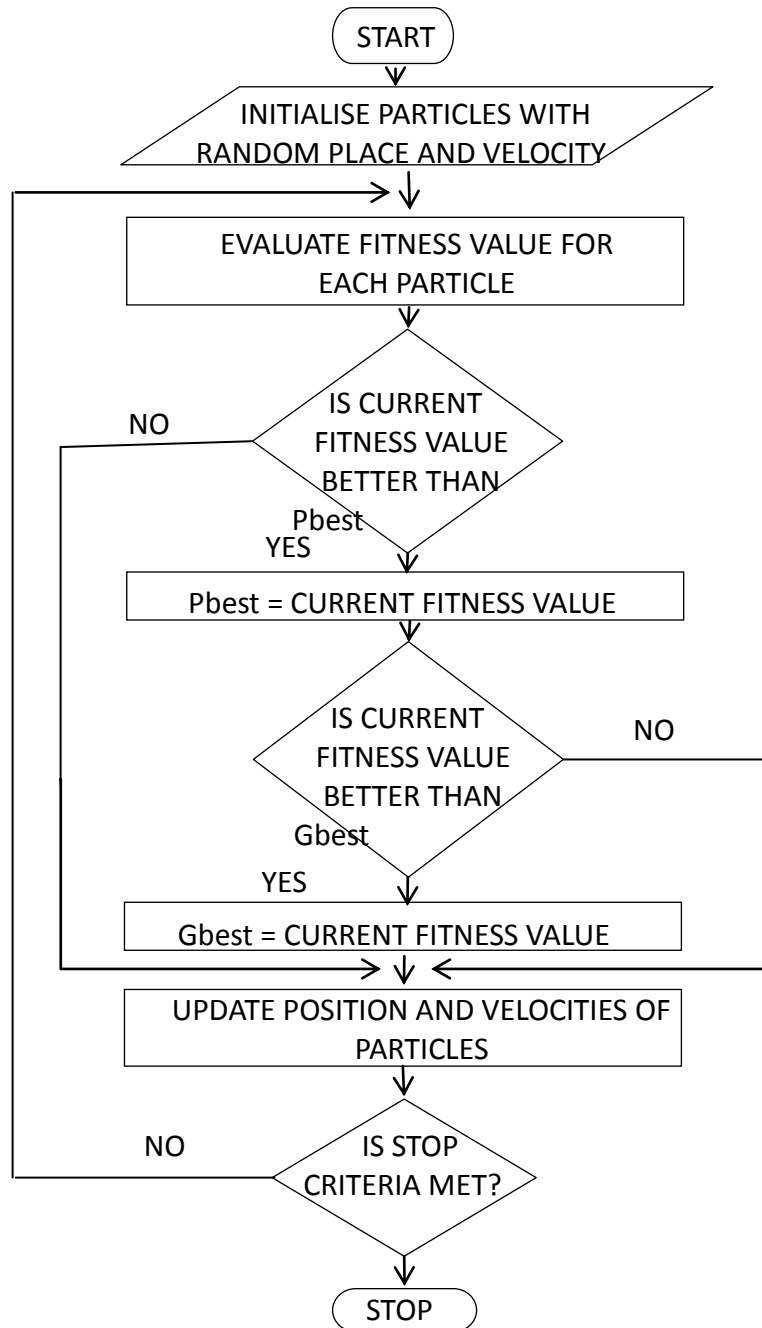 START
INITIALISE PARTICLES WITH
RANDOM PLACE AND VELOCITY
EVALUATE FITNESS VALUE FOR
EACH PARTICLE
NO
IS CURRENT
FITNESS VALUE
BETTER THAN
Pbest
YES
Pbest = CURRENT FITNESS VALUE
IS CURRENT
FITNESS VALUE
BETTER THAN
Gbest
NO
YES
Gbest = CURRENT FITNESS VALUE
UPDATE POSITION AND VELOCITIES OF
PARTICLES
NO
IS STOP
CRITERIA MET?
STOP